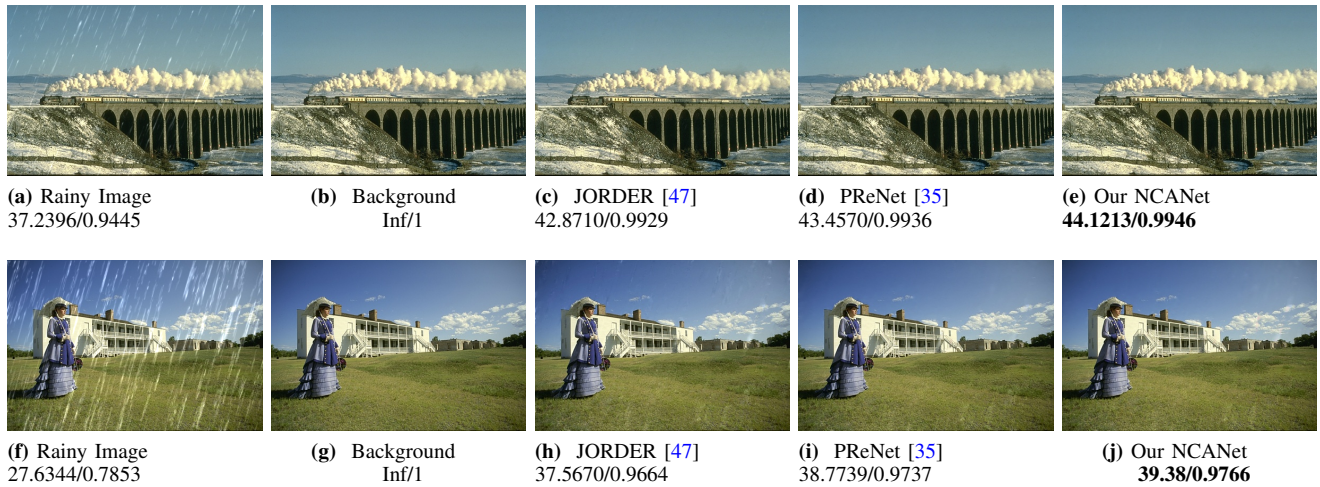 (a) Rainy Image
37.2396/0.9445
(b) Background
Inf/1
(c) JORDER [47]
42.8710/0.9929
(d) PReNet [35]
43.4570/0.9936
(e) Our NCANet
44.1213/0.9946
(f) Rainy Image
27.6344/0.7853
(g) Background
Inf/1
(h) JORDER [47]
37.5670/0.9664
(i) PReNet [35]
38.7739/0.9737
(j) Our NCANet
39.38/0.9766